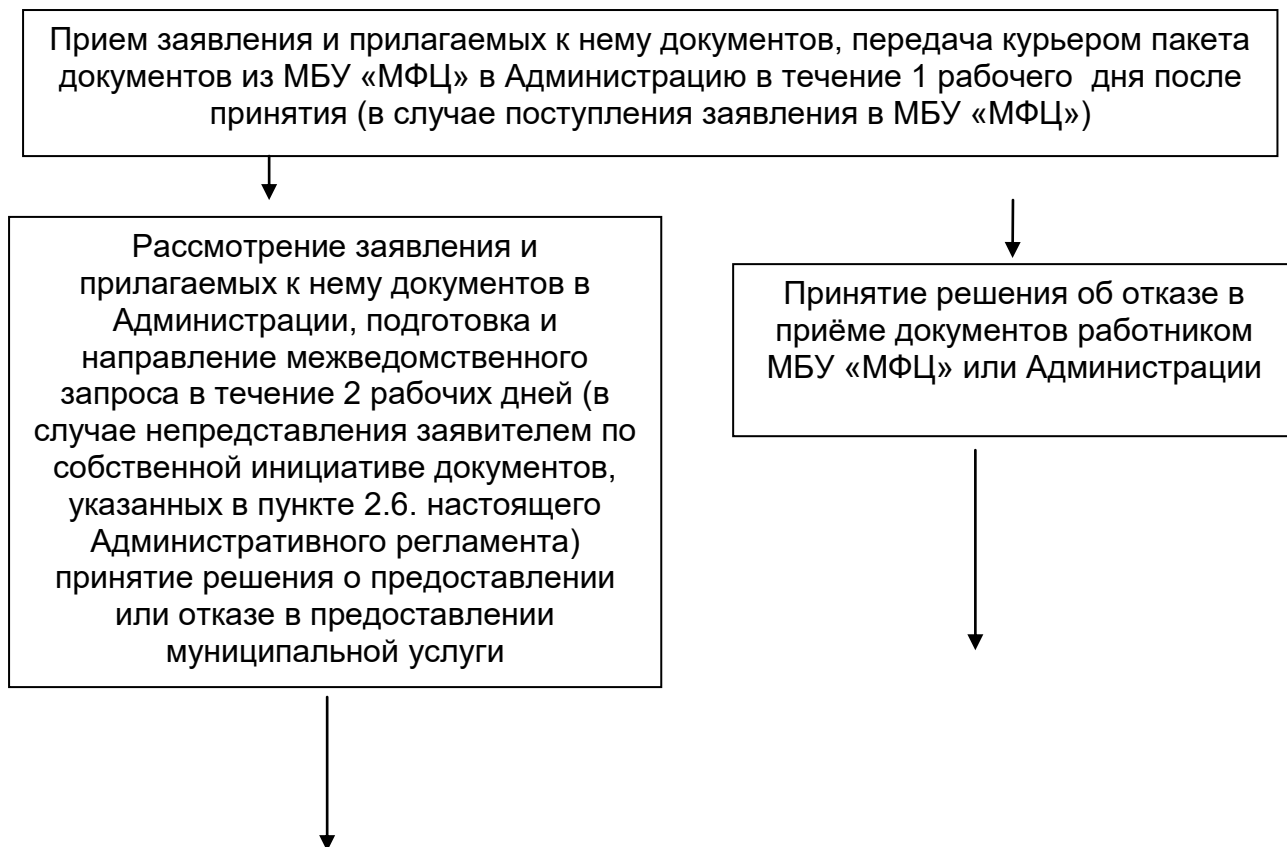 Прием заявления и прилагаемых к нему документов, передача курьером пакета
документов из МБУ «МФЦ» в Администрацию в течение 1 рабочего  дня после
принятия (в случае поступления заявления в МБУ «МФЦ»)
Рассмотрение заявления и
прилагаемых к нему документов в
Администрации, подготовка и
направление межведомственного
запроса в течение 2 рабочих дней (в
случае непредставления заявителем по
собственной инициативе документов,
указанных в пункте 2.6. настоящего
Административного регламента)
принятие решения о предоставлении
или отказе в предоставлении
муниципальной услуги
Принятие решения об отказе в
приёме документов работником
МБУ «МФЦ» или Администрации